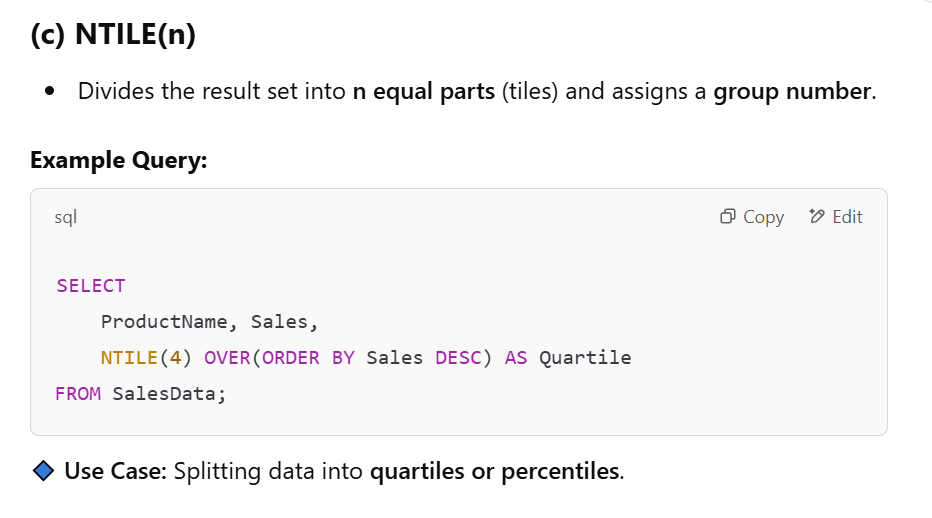 (c) NTILE(n)
• Divides the result set into n equal parts (tiles) and assigns a group number.
Example Query:
sql Copy Edit
SELECT
    ProductName, Sales,
    NTILE(4) OVER(ORDER BY Sales DESC) AS Quartile
FROM SalesData;
Use Case: Splitting data into quartiles or percentiles.